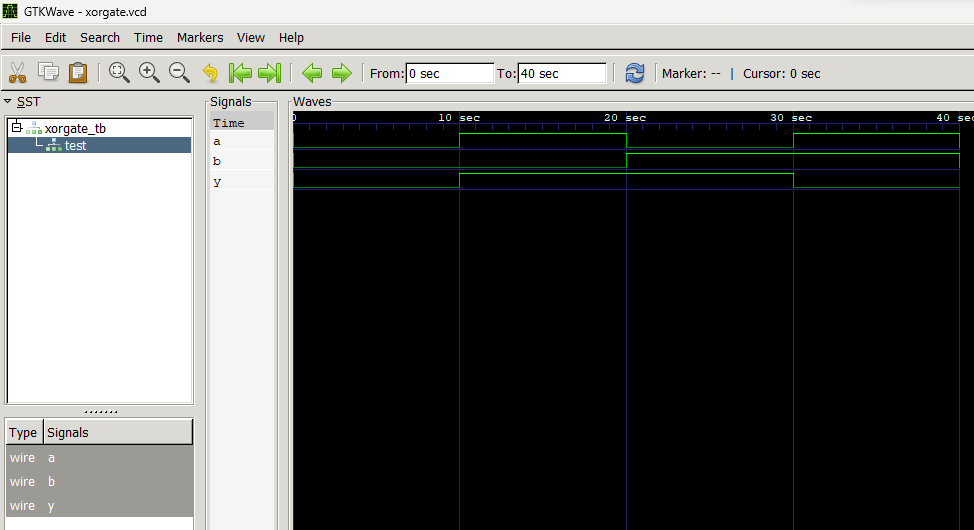 GTKWave - xorgate.vcd
File Edit Search Time Markers View Help
From: 0 sec To: 40 sec Marker: -- | Cursor: 0 sec
SST
xorgate_tb
test
Type Signals
wire a
wire b
wire y
Signals
Time
a
b
y
Waves
0 10 sec 20 sec 30 sec 40 sec